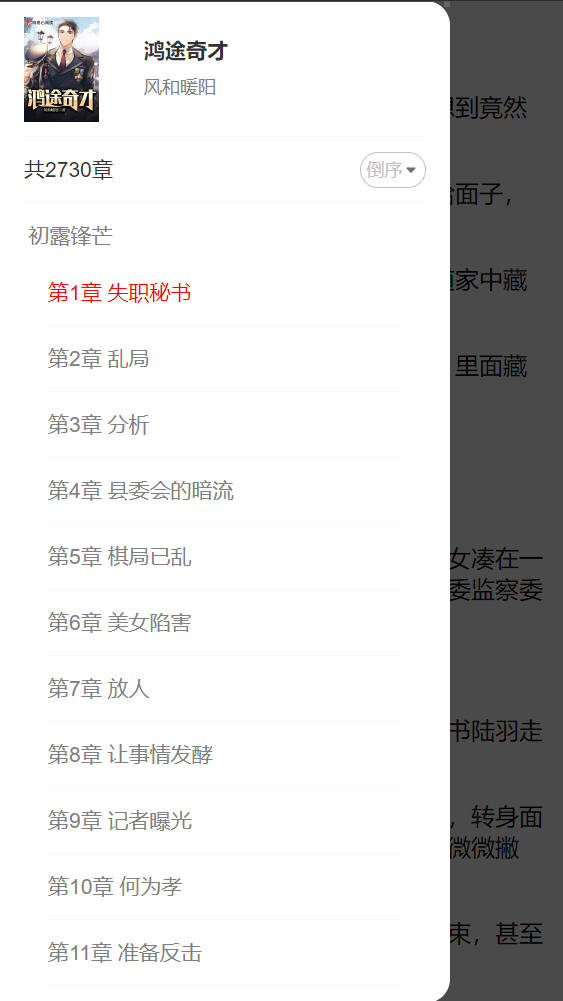 鸿途奇才
鸿途奇才
风和暖阳
共2730章
倒序
初露锋芒
第1章 失职秘书
第2章 乱局
第3章 分析
第4章 县委会的暗流
第5章 棋局已乱
第6章 美女陷害
第7章 放人
第8章 让事情发酵
第9章 记者曝光
第10章 何为孝
第11章 准备反击
想到竟然
面子，
家中藏
里面藏
女凑在一
委监察委
书陆羽走
，转身面
微微撇
束，甚至